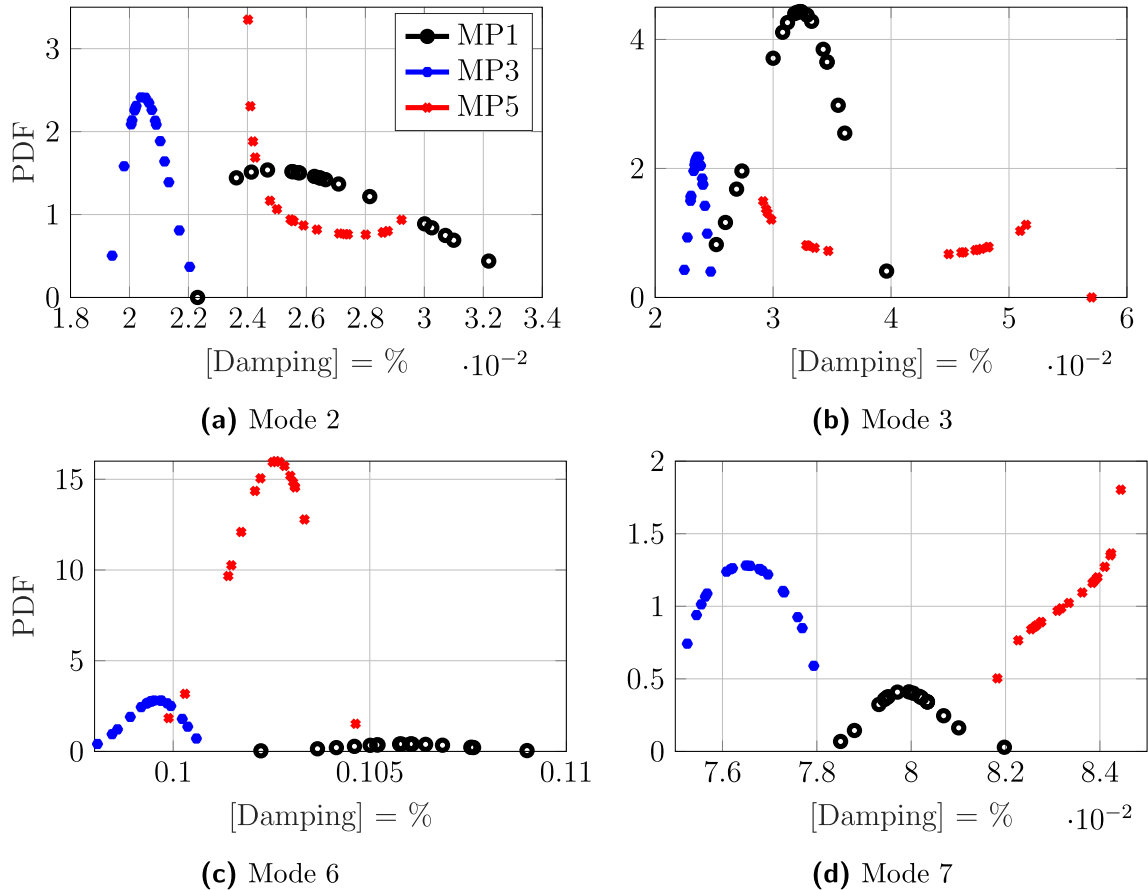 PDF
3
2
1
0
1.8 2 2.2 2.4 2.6 2.8 3 3.2 3.4
[Damping] = % ·10⁻²
MP1
MP3
MP5
(a) Mode 2
4
2
0
2 3 4 5 6
[Damping] = % ·10⁻²
(b) Mode 3
PDF
15
10
5
0
0.1 0.105 0.11
[Damping] = %
(c) Mode 6
2
1.5
1
0.5
0
7.6 7.8 8 8.2 8.4
[Damping] = % ·10⁻²
(d) Mode 7